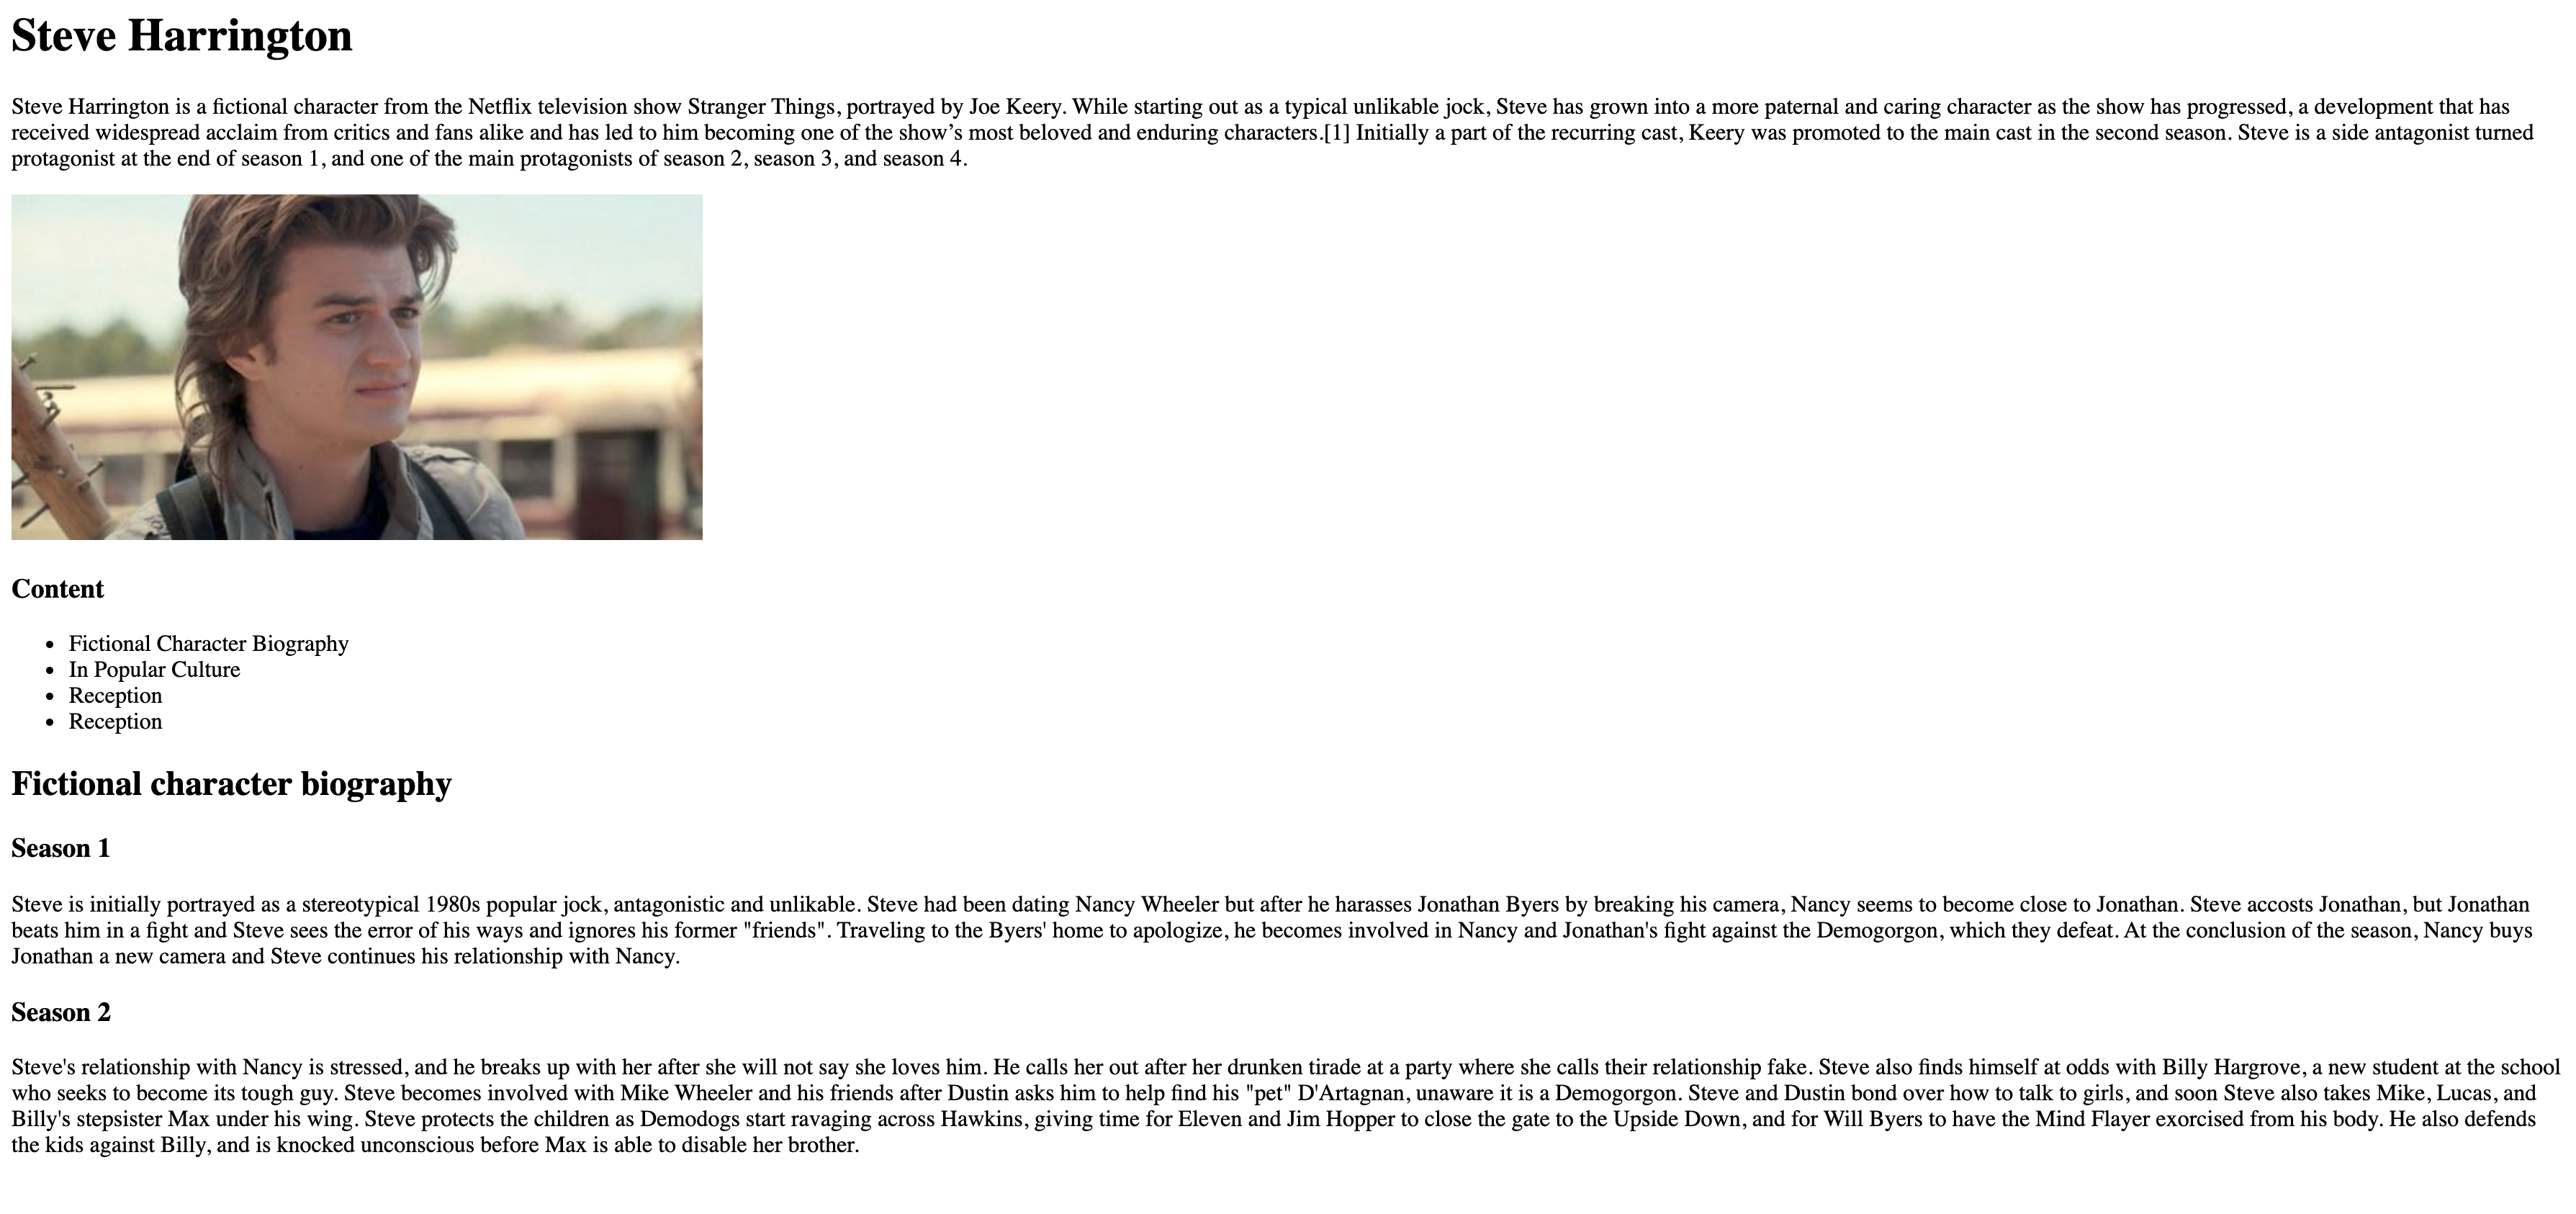 Steve Harrington
Steve Harrington is a fictional character from the Netflix television show Stranger Things, portrayed by Joe Keery. While starting out as a typical unlikable jock, Steve has grown into a more paternal and caring character as the show has progressed, a development that has
received widespread acclaim from critics and fans alike and has led to him becoming one of the show’s most beloved and enduring characters.[1] Initially a part of the recurring cast, Keery was promoted to the main cast in the second season. Steve is a side antagonist turned
protagonist at the end of season 1, and one of the main protagonists of season 2, season 3, and season 4.
Content
• Fictional Character Biography
• In Popular Culture
• Reception
• Reception
Fictional character biography
Season 1
Steve is initially portrayed as a stereotypical 1980s popular jock, antagonistic and unlikable. Steve had been dating Nancy Wheeler but after he harasses Jonathan Byers by breaking his camera, Nancy seems to become close to Jonathan. Steve accosts Jonathan, but Jonathan
beats him in a fight and Steve sees the error of his ways and ignores his former "friends". Traveling to the Byers' home to apologize, he becomes involved in Nancy and Jonathan's fight against the Demogorgon, which they defeat. At the conclusion of the season, Nancy buys
Jonathan a new camera and Steve continues his relationship with Nancy.
Season 2
Steve's relationship with Nancy is stressed, and he breaks up with her after she will not say she loves him. He calls her out after her drunken tirade at a party where she calls their relationship fake. Steve also finds himself at odds with Billy Hargrove, a new student at the school
who seeks to become its tough guy. Steve becomes involved with Mike Wheeler and his friends after Dustin asks him to help find his "pet" D'Artagnan, unaware it is a Demogorgon. Steve and Dustin bond over how to talk to girls, and soon Steve also takes Mike, Lucas, and
Billy's stepsister Max under his wing. Steve protects the children as Demodogs start ravaging across Hawkins, giving time for Eleven and Jim Hopper to close the gate to the Upside Down, and for Will Byers to have the Mind Flayer exorcised from his body. He also defends
the kids against Billy, and is knocked unconscious before Max is able to disable her brother.